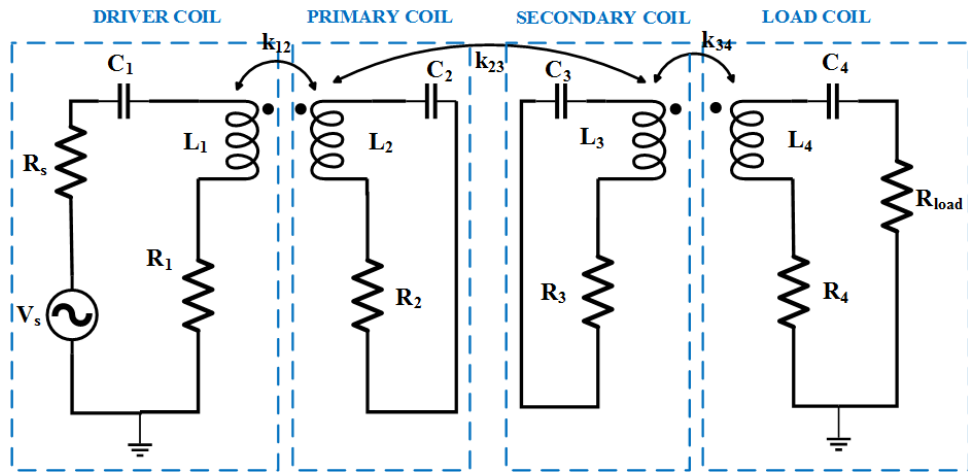 DRIVER COIL
PRIMARY COIL
SECONDARY COIL
LOAD COIL
k12
k23
k34
C1
C2
C3
C4
Rs
L1
L2
L3
L4
Rload
R1
R2
R3
R4
Vs